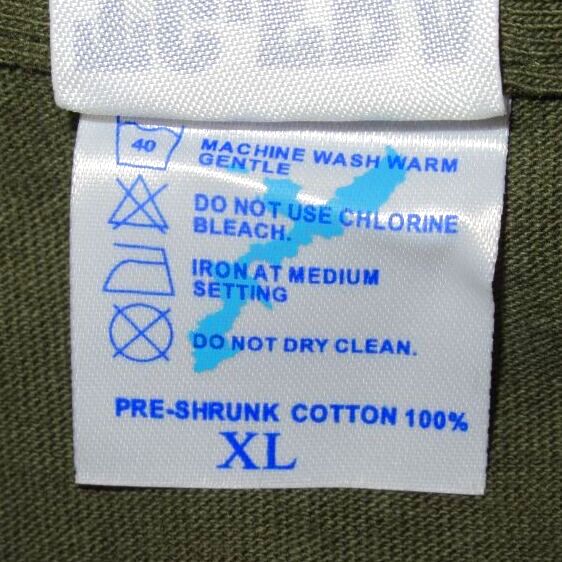 40
MACHINE WASH WARM
GENTLE
DO NOT USE CHLORINE
BLEACH.
IRON AT MEDIUM
SETTING
DO NOT DRY CLEAN.
PRE-SHRUNK COTTON 100%
XL